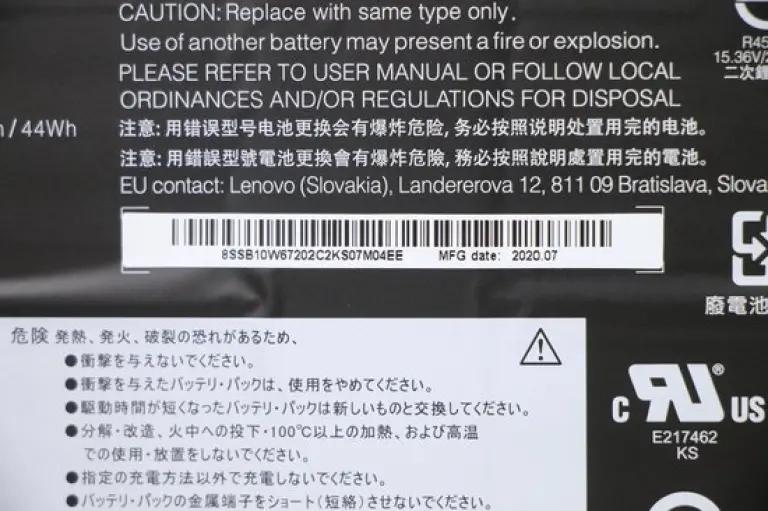 CAUTION: Replace with same type only.
Use of another battery may present a fire or explosion.
PLEASE REFER TO USER MANUAL OR FOLLOW LOCAL
ORDINANCES AND/OR REGULATIONS FOR DISPOSAL
/ 44Wh
注意: 用错误型号电池更换会有爆炸危险, 务必按照说明处置用完的电池。
注意: 用錯誤型號電池更換會有爆炸危險, 務必按照說明處置用完的電池。
EU contact: Lenovo (Slovakia), Landererova 12, 811 09 Bratislava, Slova
R45
15.36V/2
二次鋰
8SSB10W67202C2KS07M04EE MFG date: 2020.07
廢電池
危険 発熱、発火、破裂の恐れがあるため、
●衝撃を与えないでください。
●衝撃を与えたバッテリ・パックは、使用をやめてください。
●駆動時間が短くなったバッテリ・パックは新しいものと交換してください。
●分解・改造、火中への投下・100℃以上の加熱、および高温
での使用・放置をしないでください。
●指定の充電方法以外で充電しないでください。
●バッテリ・パックの金属端子をショート(短絡)させないでください。
c RU ® US
E217462
KS